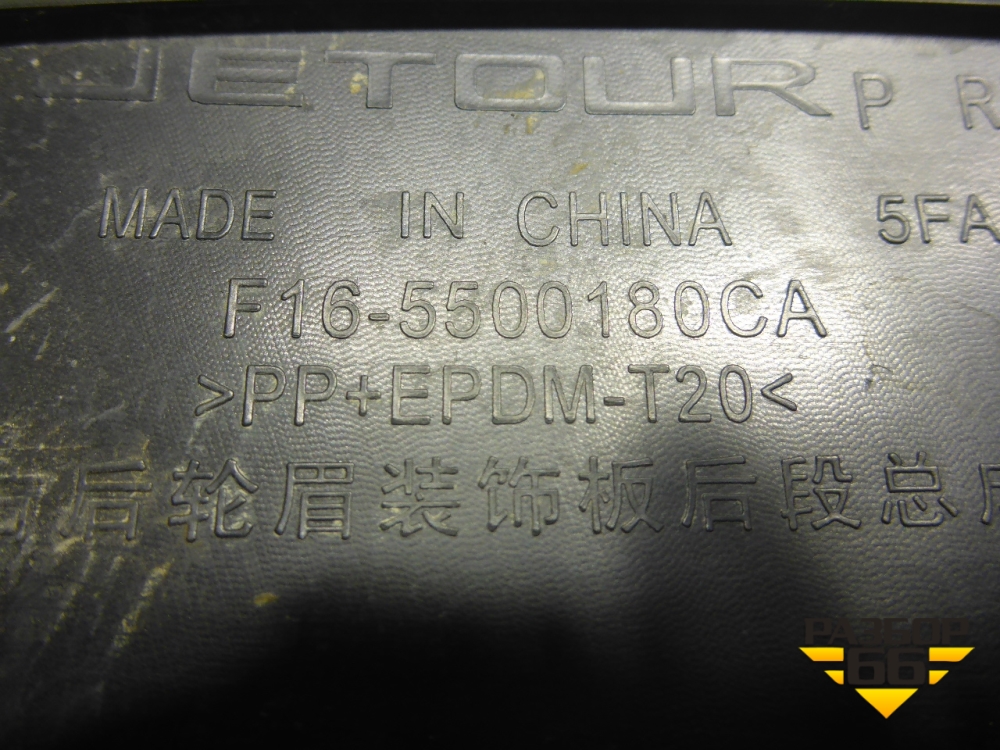 JETOUR P R
MADE IN CHINA 5FA
F16-5500180CA
>PP+EPDM-T20<
后轮眉装饰板后段总
РАЗБОР
66